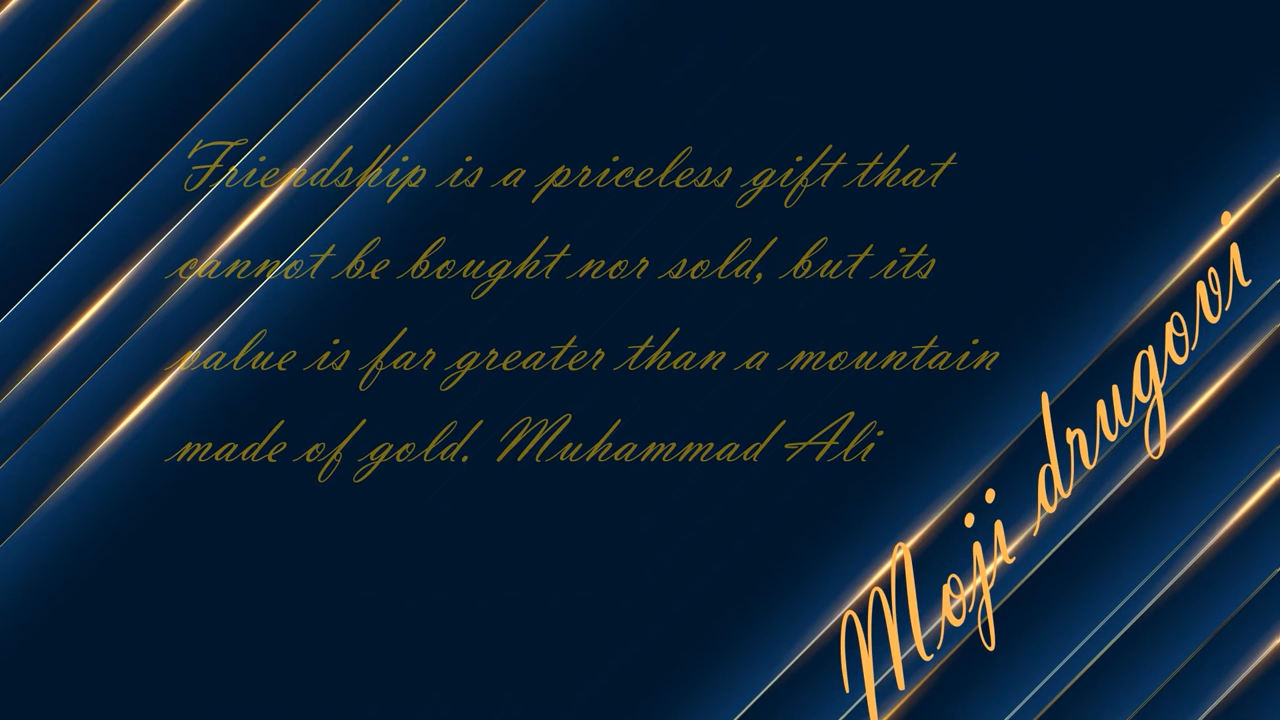 Friendship is a priceless gift that
cannot be bought nor sold, but its
value is far greater than a mountain
made of gold. Muhammad Ali
Moji drugovi